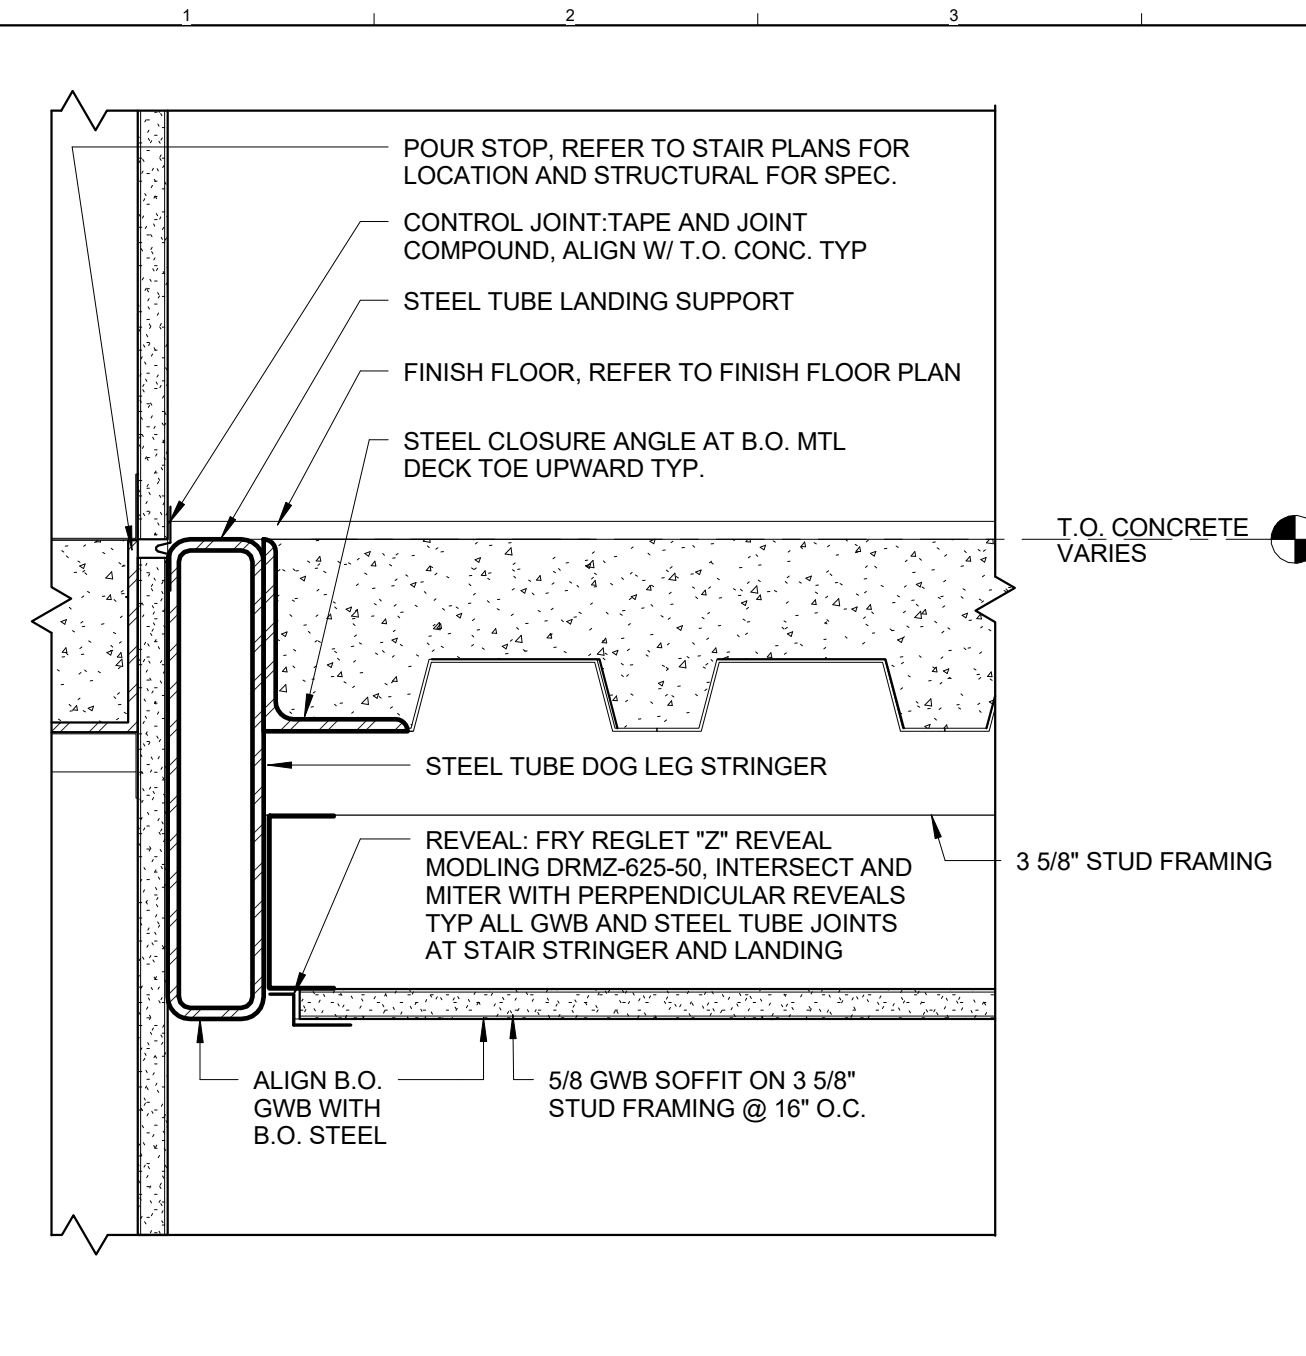 1 2 3
POUR STOP, REFER TO STAIR PLANS FOR
LOCATION AND STRUCTURAL FOR SPEC.
CONTROL JOINT:TAPE AND JOINT
COMPOUND, ALIGN W/ T.O. CONC. TYP
STEEL TUBE LANDING SUPPORT
FINISH FLOOR, REFER TO FINISH FLOOR PLAN
STEEL CLOSURE ANGLE AT B.O. MTL
DECK TOE UPWARD TYP.
T.O. CONCRETE
VARIES
STEEL TUBE DOG LEG STRINGER
REVEAL: FRY REGLET "Z" REVEAL
MODLING DRMZ-625-50, INTERSECT AND
MITER WITH PERPENDICULAR REVEALS
TYP ALL GWB AND STEEL TUBE JOINTS
AT STAIR STRINGER AND LANDING
3 5/8" STUD FRAMING
ALIGN B.O.
GWB WITH
B.O. STEEL
5/8 GWB SOFFIT ON 3 5/8"
STUD FRAMING @ 16" O.C.